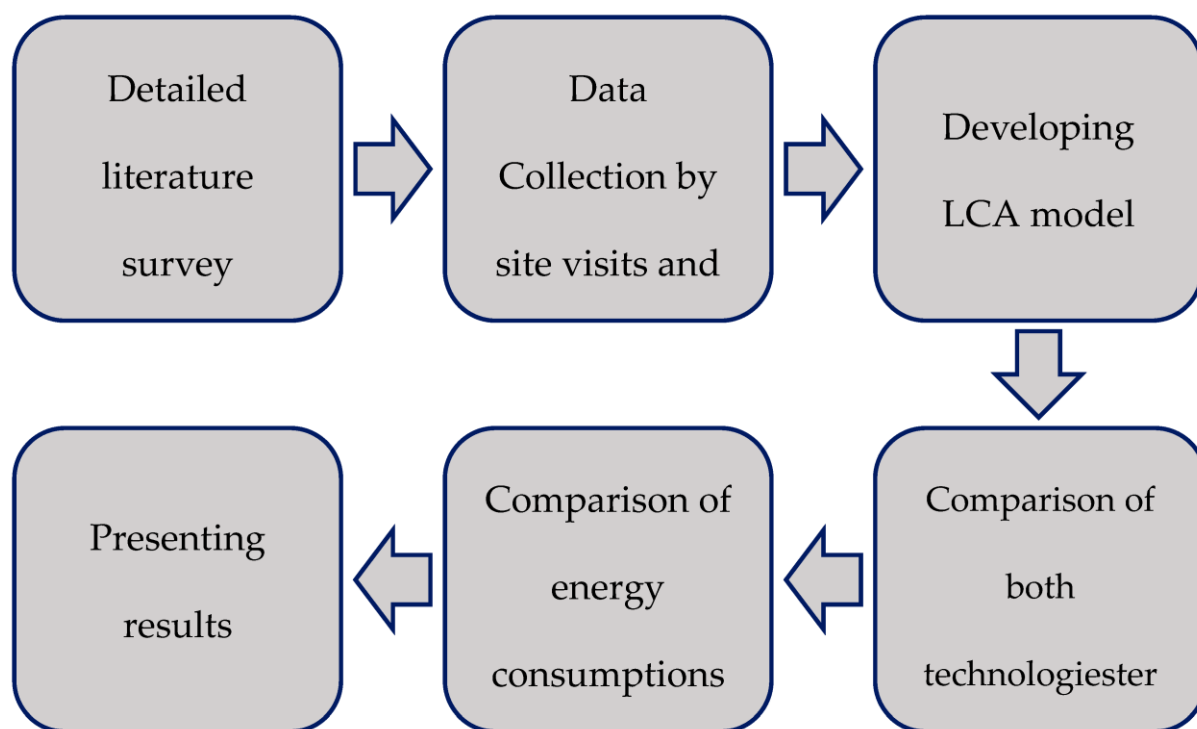 Detailed
literature
survey
Data
Collection by
site visits and
Developing
LCA model
Comparison of
both
technologiester
Comparison of
energy
consumptions
Presenting
results